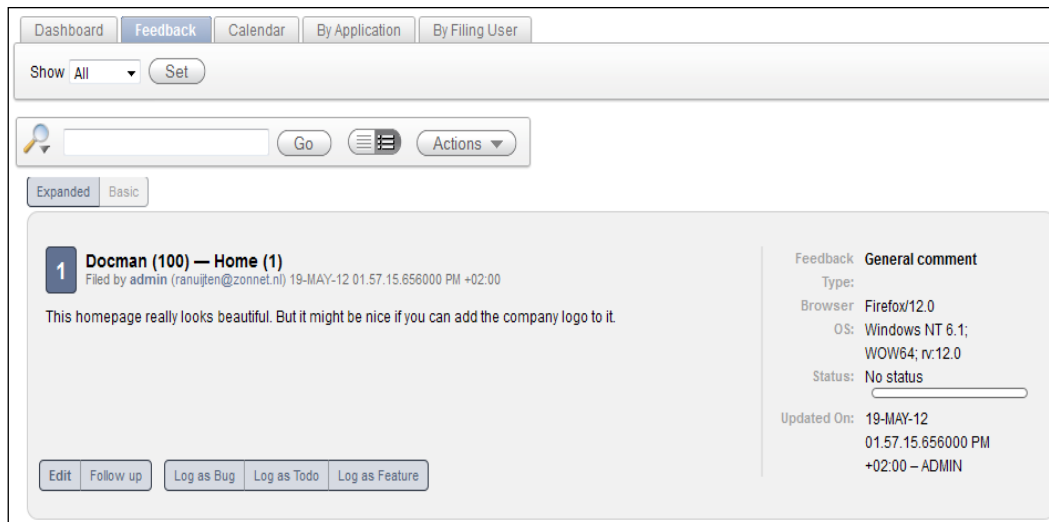 Dashboard Feedback Calendar By Application By Filing User
Show All Set
Go Actions
Expanded Basic
1 Docman (100) — Home (1)
Filed by admin (ranuijten@zonnet.nl) 19-MAY-12 01.57.15.656000 PM +02:00
This homepage really looks beautiful. But it might be nice if you can add the company logo to it.
Feedback Type: General comment
Browser Firefox/12.0
OS: Windows NT 6.1;
WOW64; rv:12.0
Status: No status
Updated On: 19-MAY-12
01.57.15.656000 PM
+02:00 – ADMIN
Edit Follow up Log as Bug Log as Todo Log as Feature